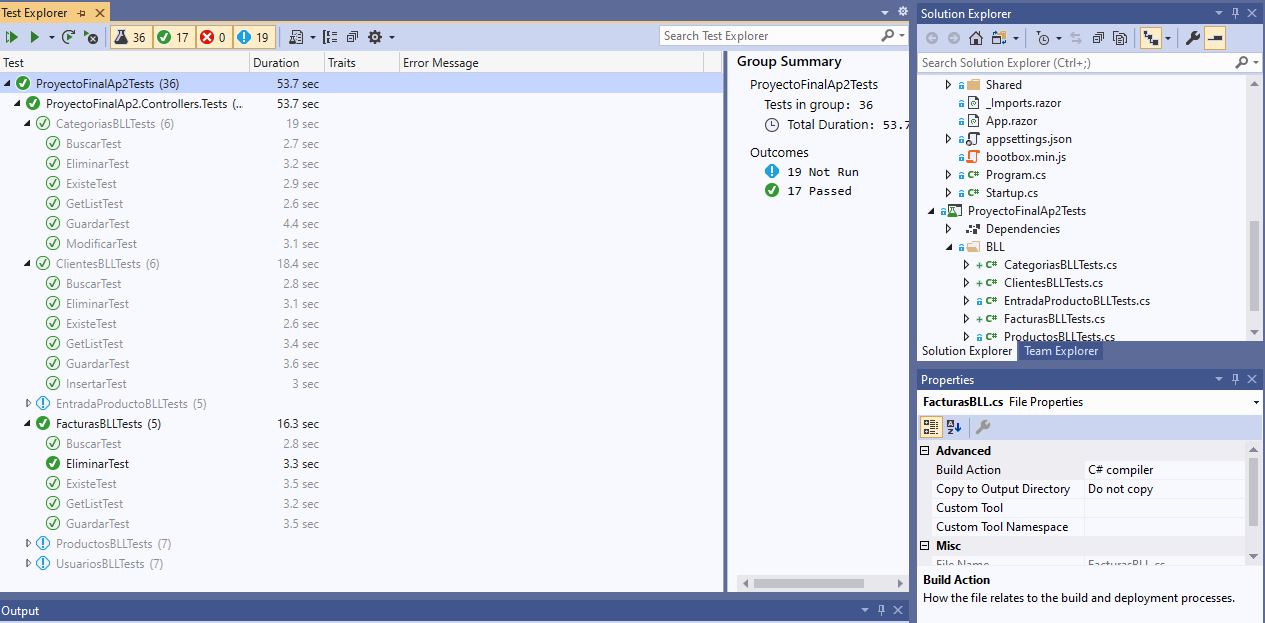 Test Explorer
36 17 0 19
Search Test Explorer
Test Duration Traits Error Message
ProyectoFinalAp2Tests (36) 53.7 sec
ProyectoFinalAp2.Controllers.Tests (... 53.7 sec
CategoriasBLLTests (6) 19 sec
BuscarTest 2.7 sec
EliminarTest 3.2 sec
ExisteTest 2.9 sec
GetListTest 2.6 sec
GuardarTest 4.4 sec
ModificarTest 3.1 sec
ClientesBLLTests (6) 18.4 sec
BuscarTest 2.8 sec
EliminarTest 3.1 sec
ExisteTest 2.6 sec
GetListTest 3.4 sec
GuardarTest 3.6 sec
InsertarTest 3 sec
EntradaProductoBLLTests (5)
FacturasBLLTests (5) 16.3 sec
BuscarTest 2.8 sec
EliminarTest 3.3 sec
ExisteTest 3.5 sec
GetListTest 3.2 sec
GuardarTest 3.5 sec
ProductosBLLTests (7)
UsuariosBLLTests (7)
Output
Group Summary
ProyectoFinalAp2Tests
Tests in group: 36
Total Duration: 53.7
Outcomes
19 Not Run
17 Passed
Solution Explorer
Search Solution Explorer (Ctrl+;)
Shared
_Imports.razor
App.razor
appsettings.json
bootbox.min.js
C# Program.cs
C# Startup.cs
ProyectoFinalAp2Tests
Dependencies
BLL
+ C# CategoriasBLLTests.cs
+ C# ClientesBLLTests.cs
C# EntradaProductoBLLTests.cs
+ C# FacturasBLLTests.cs
C# ProductosBLLTests.cs
Solution Explorer Team Explorer
Properties
FacturasBLL.cs File Properties
Advanced
Build Action C# compiler
Copy to Output Directory Do not copy
Custom Tool
Custom Tool Namespace
Misc
File Name FacturasBLL.cs
Build Action
How the file relates to the build and deployment processes.